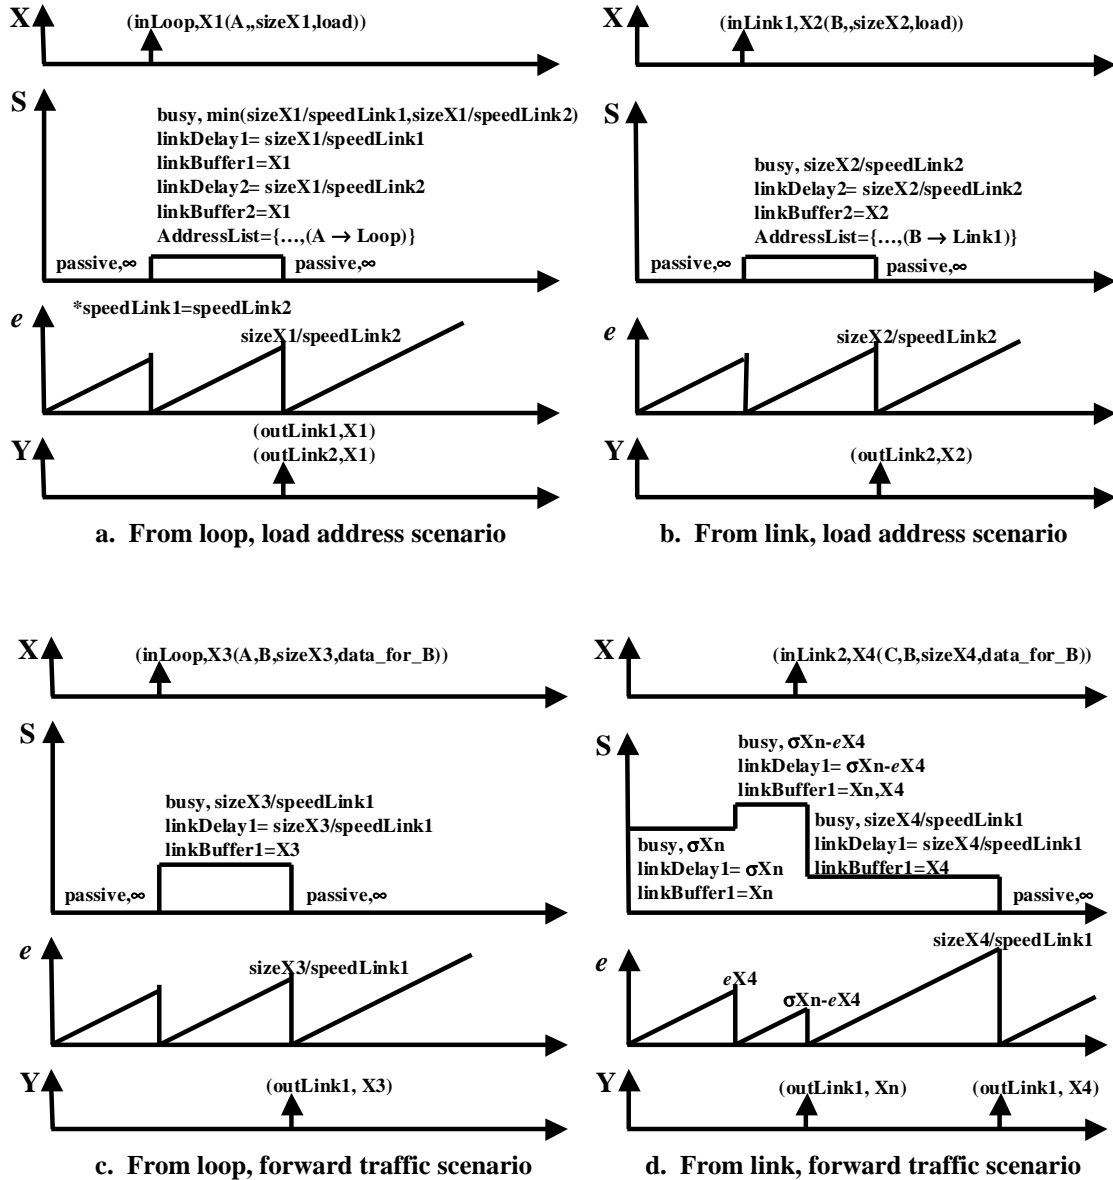 X
(inLoop,X1(A,,sizeX1,load))
S
busy, min(sizeX1/speedLink1,sizeX1/speedLink2)
linkDelay1= sizeX1/speedLink1
linkBuffer1=X1
linkDelay2= sizeX1/speedLink2
linkBuffer2=X1
AddressList={...,(A → Loop)}
passive,∞
passive,∞
*speedLink1=speedLink2
e
sizeX1/speedLink2
Y
(outLink1,X1)
(outLink2,X1)
a. From loop, load address scenario
X
(inLink1,X2(B,,sizeX2,load))
S
busy, sizeX2/speedLink2
linkDelay2= sizeX2/speedLink2
linkBuffer2=X2
AddressList={...,(B → Link1)}
passive,∞
passive,∞
e
sizeX2/speedLink2
Y
(outLink2,X2)
b. From link, load address scenario
X
(inLoop,X3(A,B,sizeX3,data_for_B))
S
busy, sizeX3/speedLink1
linkDelay1= sizeX3/speedLink1
linkBuffer1=X3
passive,∞
passive,∞
e
sizeX3/speedLink1
Y
(outLink1, X3)
c. From loop, forward traffic scenario
X
(inLink2,X4(C,B,sizeX4,data_for_B))
S
busy, σXn-eX4
linkDelay1= σXn-eX4
linkBuffer1=Xn,X4
busy, sizeX4/speedLink1
linkDelay1= sizeX4/speedLink1
linkBuffer1=X4
busy, σXn
linkDelay1= σXn
linkBuffer1=Xn
passive,∞
e
eX4
σXn-eX4
sizeX4/speedLink1
Y
(outLink1, Xn)
(outLink1, X4)
d. From link, forward traffic scenario